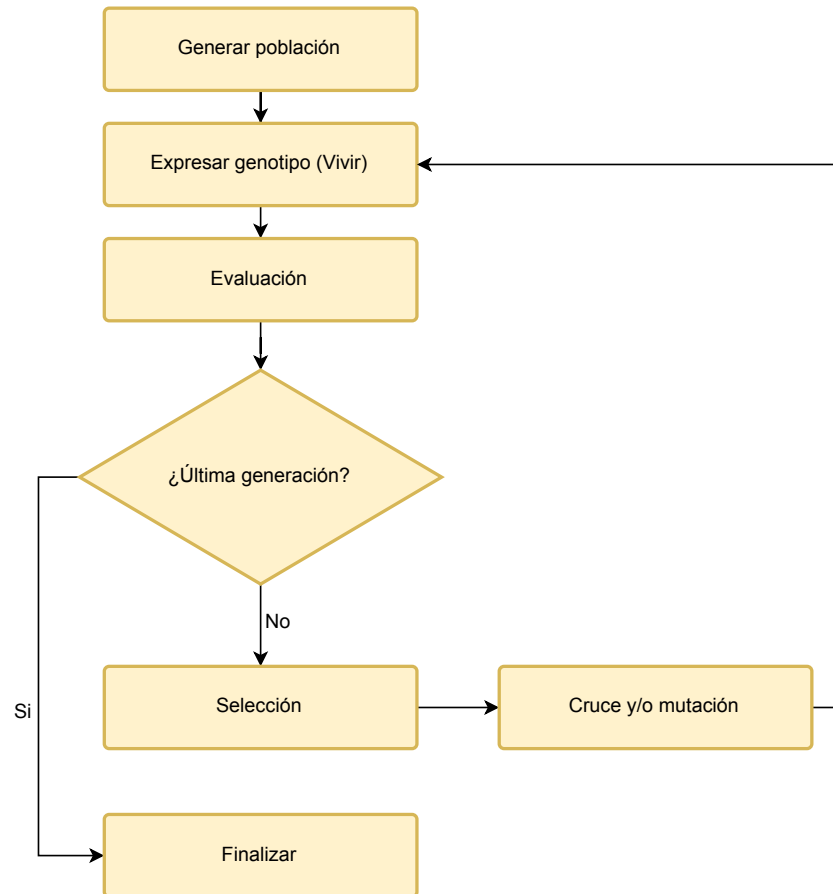 Generar población
Expresar genotipo (Vivir)
Evaluación
¿Última generación?
No
Selección
Cruce y/o mutación
Si
Finalizar